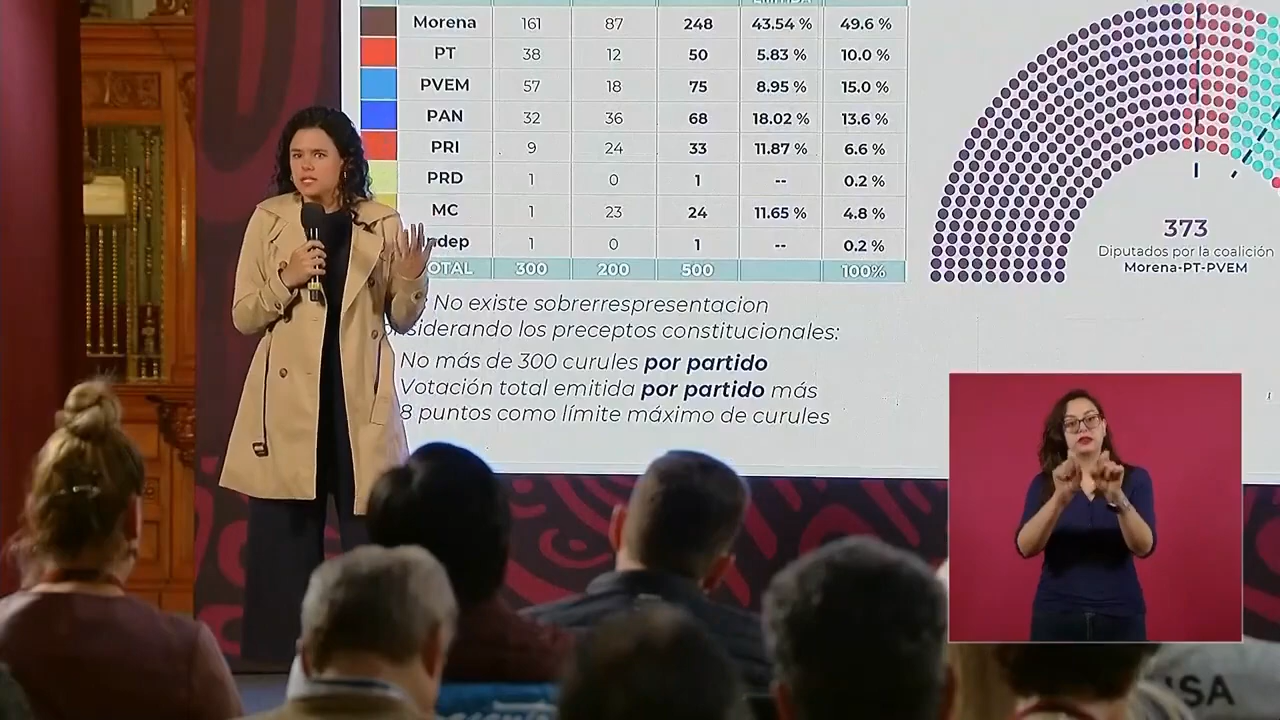 Morena 161 87 248 43.54 % 49.6 %
PT 38 12 50 5.83 % 10.0 %
PVEM 57 18 75 8.95 % 15.0 %
PAN 32 36 68 18.02 % 13.6 %
PRI 9 24 33 11.87 % 6.6 %
PRD 1 0 1 -- 0.2 %
MC 1 23 24 11.65 % 4.8 %
ndep 1 0 1 -- 0.2 %
OTAL 300 200 500 100%
No existe sobrerrespresentacion
nsiderando los preceptos constitucionales:
No más de 300 curules por partido
Votación total emitida por partido más
8 puntos como límite máximo de curules
373
Diputados por la coalición
Morena-PT-PVEM